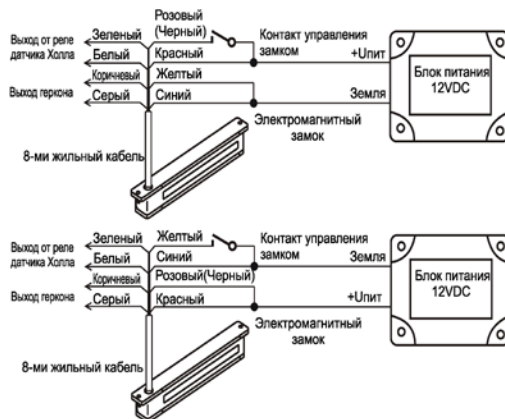 Розовый
(Черный)
Зеленый
Выход от реле
датчика Холла
Белый
Красный
Контакт управления
замком
+Uпит
Коричневый
Желтый
Блок питания
12VDC
Выход геркона
Серый
Синий
Земля
Электромагнитный
замок
8-ми жильный кабель
Зеленый
Желтый
Выход от реле
датчика Холла
Белый
Синий
Контакт управления
замком
Земля
Коричневый
Розовый(Черный)
Блок питания
12VDC
Выход геркона
Серый
Красный
+Uпит
Электромагнитный
замок
8-ми жильный кабель